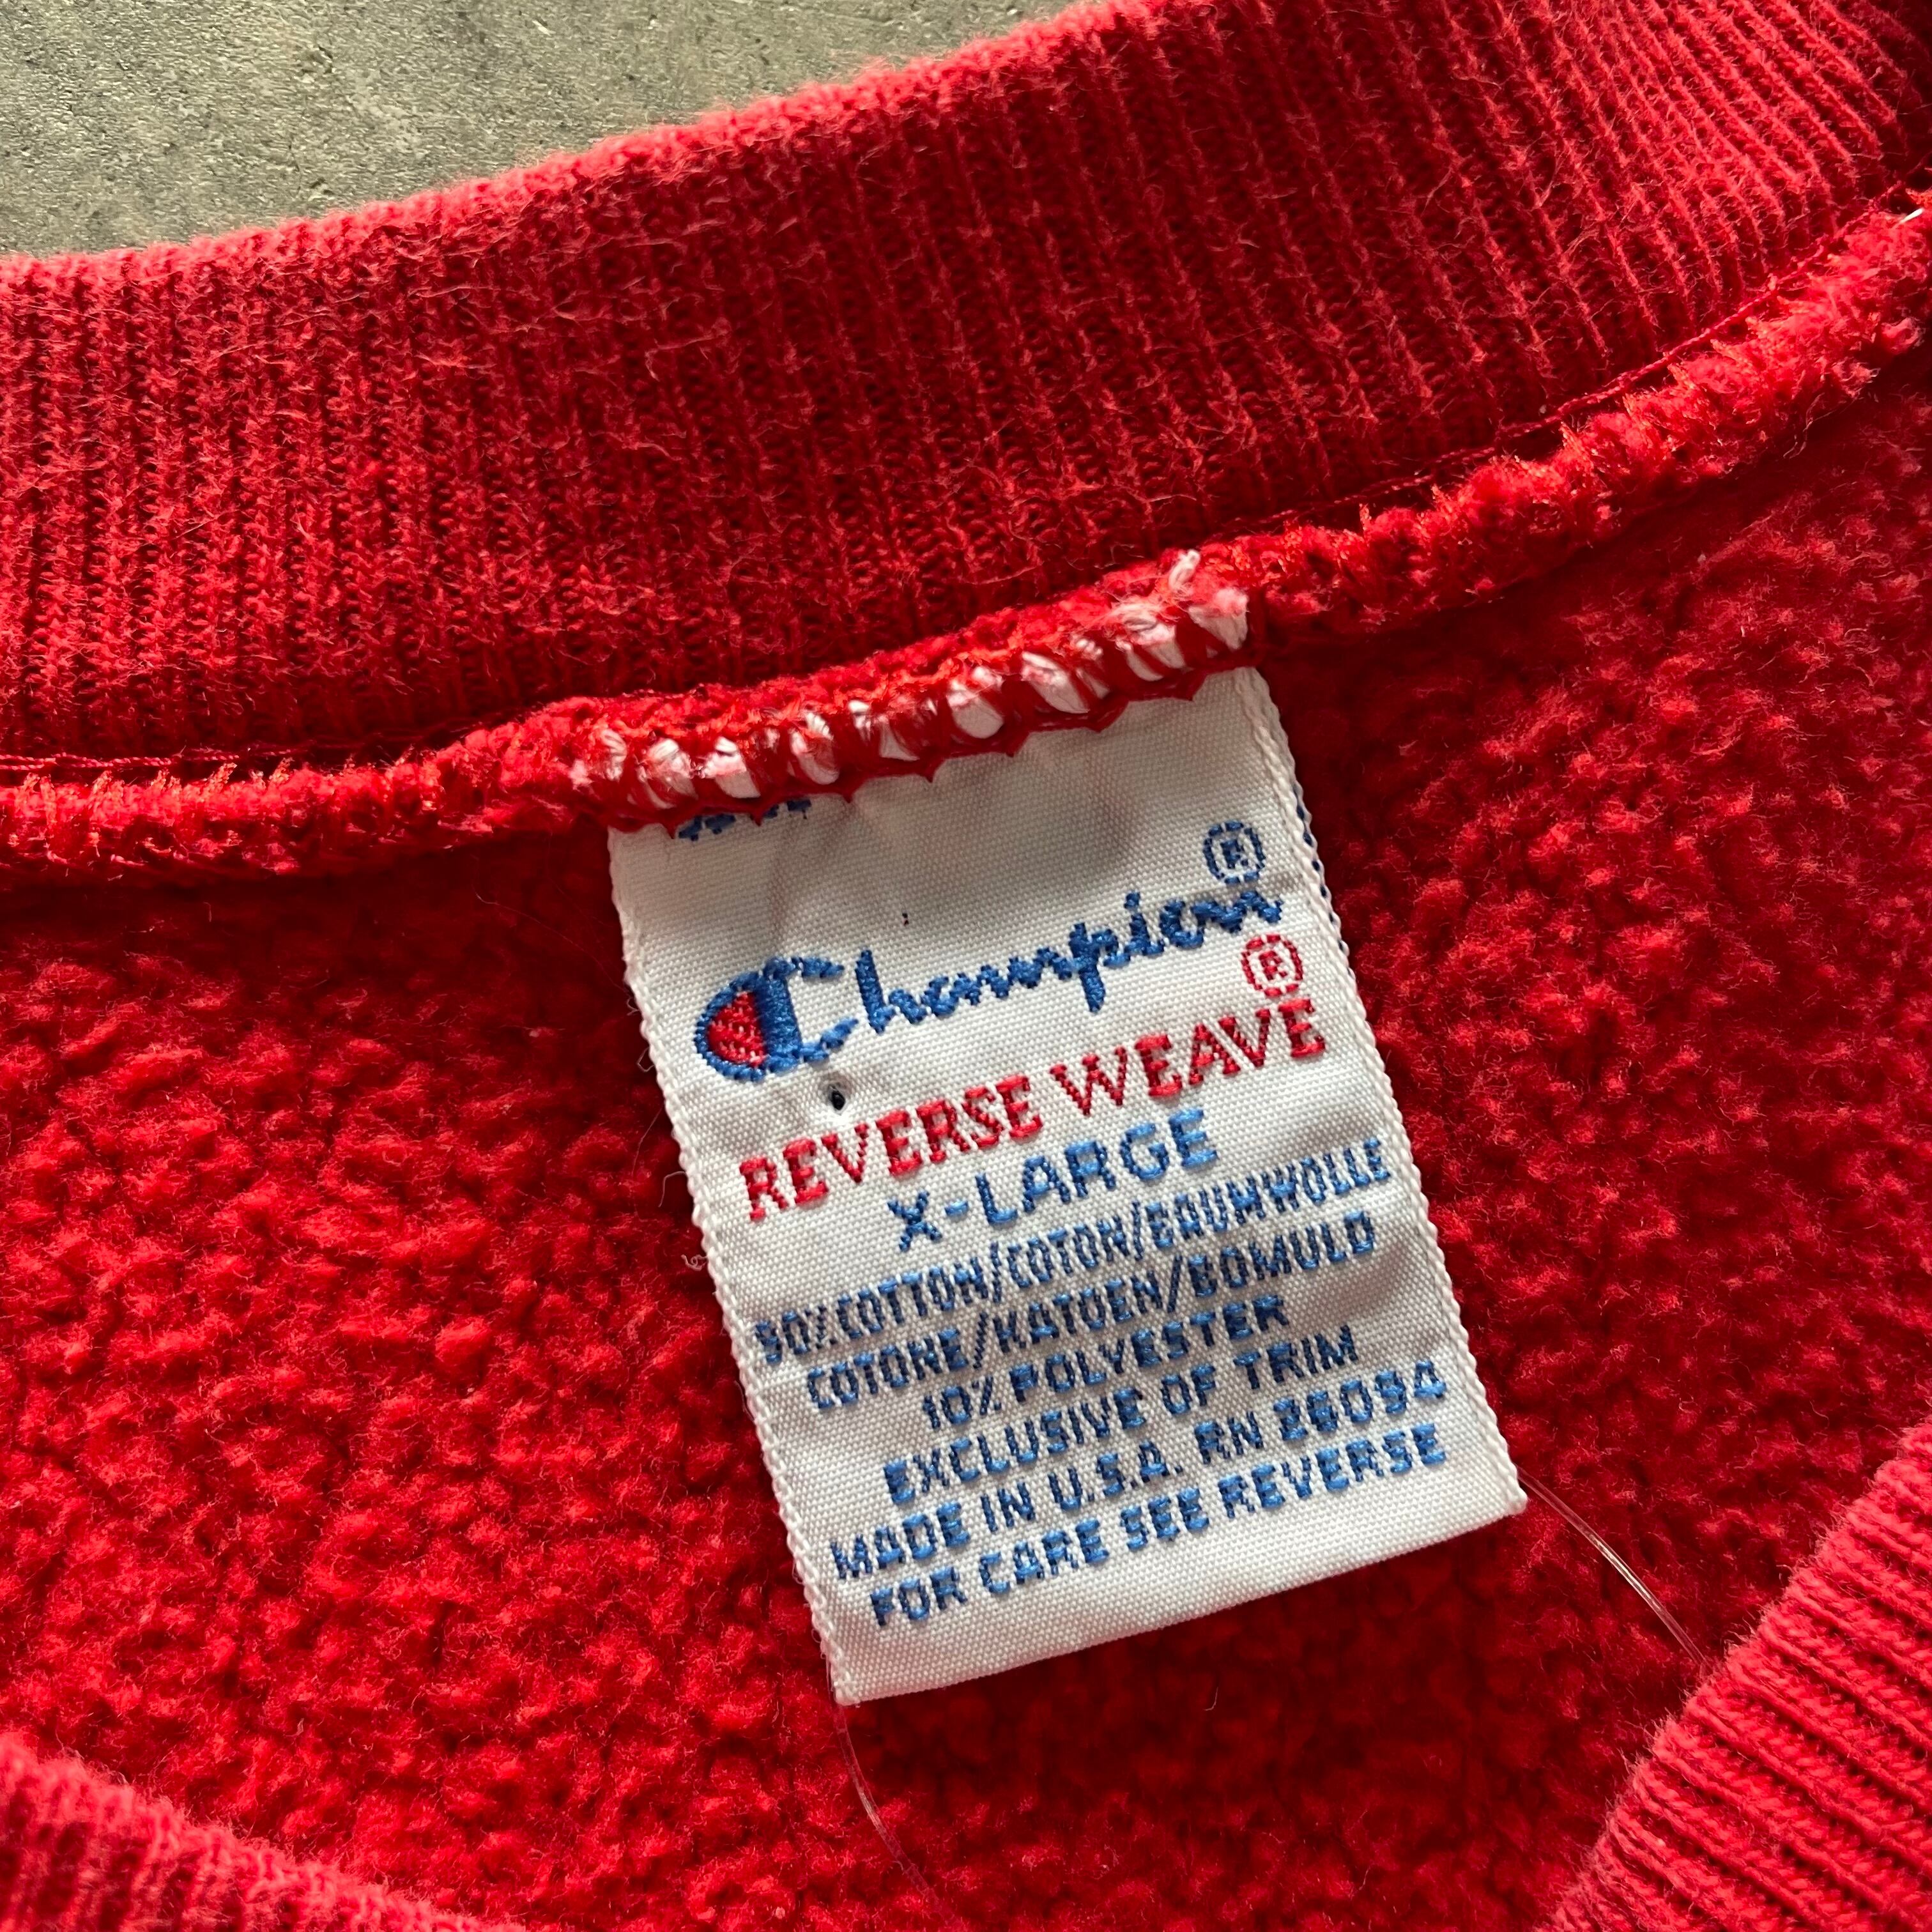 Champion®
REVERSE WEAVE®
X-LARGE
90% COTTON/COTON/BAUMWOLLE
COTONE/KATOEN/BOMULD
10% POLYESTER
EXCLUSIVE OF TRIM
MADE IN U.S.A. RN 26094
FOR CARE SEE REVERSE